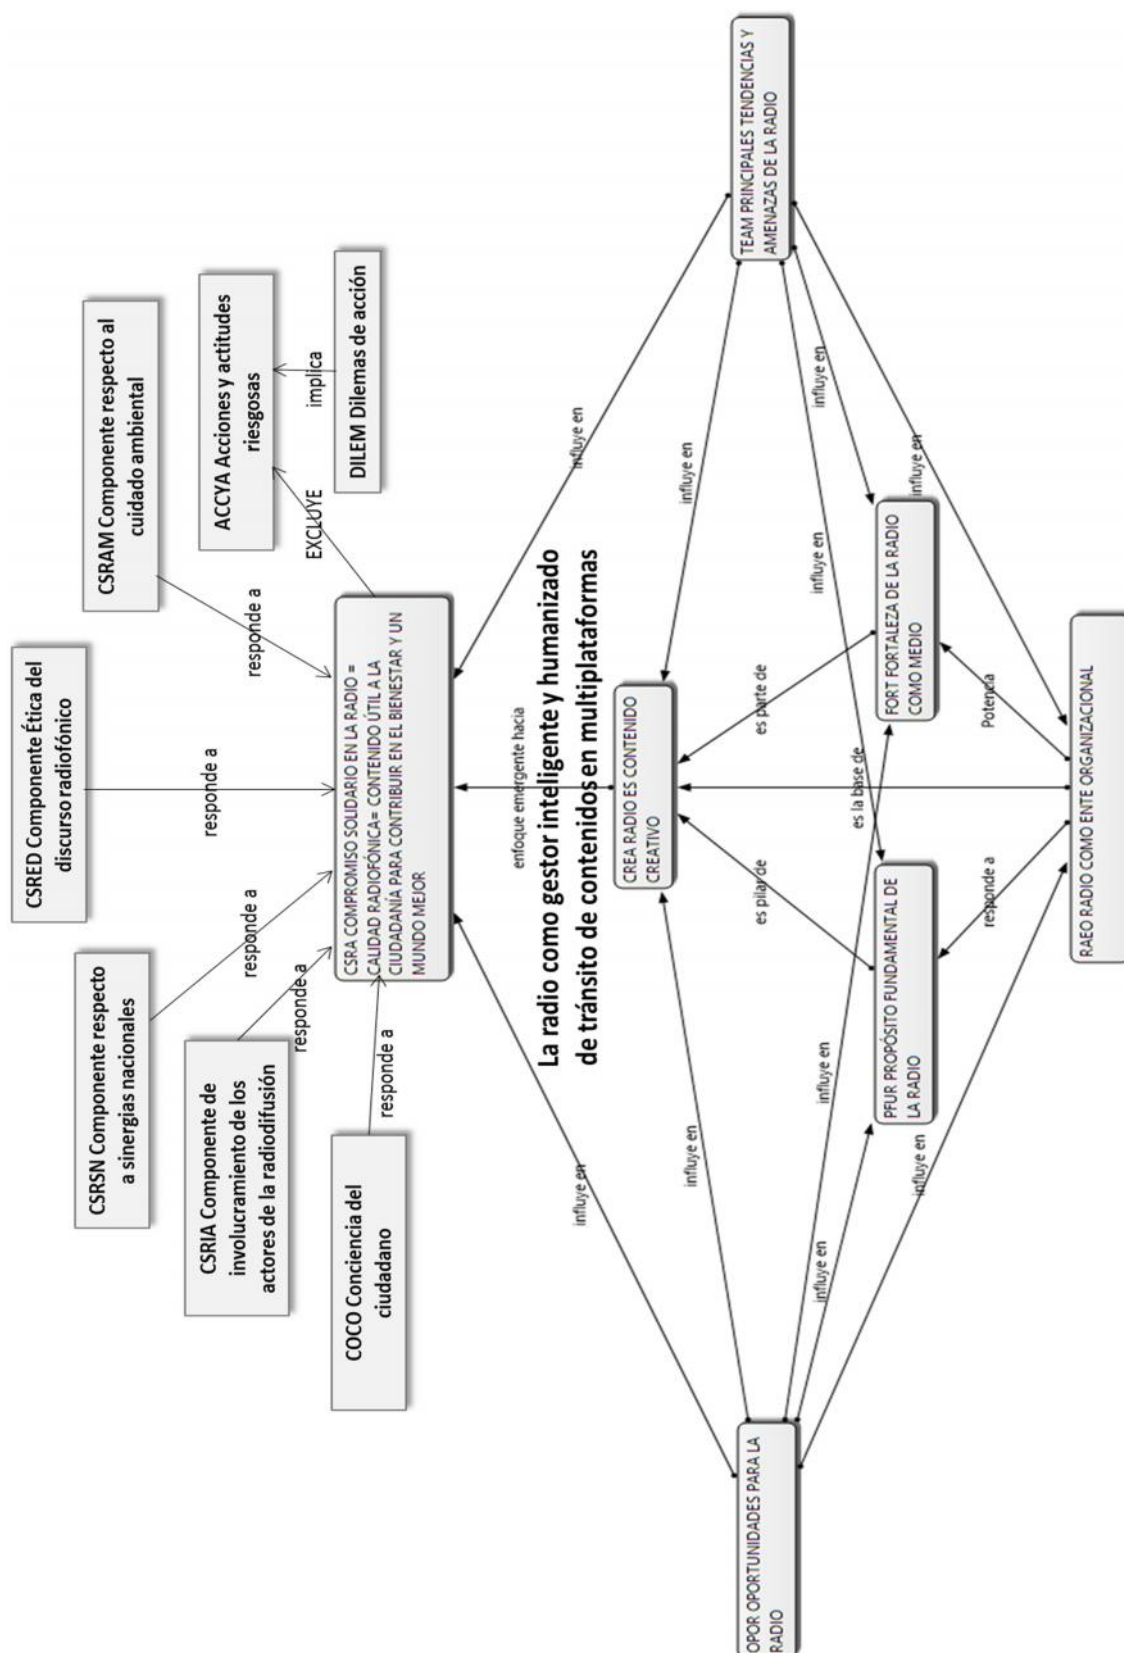 CSRED Componente Ética del
discurso radiofónico
CSRSN Componente respecto
a sinergias nacionales
CSRAM Componente respecto al
cuidado ambiental
CSRIA Componente de
involucramiento de los
actores de la radiodifusión
ACCYA Acciones y actitudes
riesgosas
responde a
responde a
responde a
responde a
EXCLUYE
implica
COCO Conciencia del
ciudadano
responde a
CSRA COMPROMISO SOLIDARIO EN LA RADIO =
CALIDAD RADIOFÓNICA= CONTENIDO ÚTIL A LA
CIUDADANÍA PARA CONTRIBUIR EN EL BIENESTAR Y UN
MUNDO MEJOR
DILEM Dilemas de acción
enfoque emergente hacia
La radio como gestor inteligente y humanizado
de tránsito de contenidos en multiplataformas
influye en
influye en
CREA RADIO ES CONTENIDO
CREATIVO
influye en
influye en
OPOR OPORTUNIDADES PARA LA
RADIO
TEAM PRINCIPALES TENDENCIAS Y
AMENAZAS DE LA RADIO
es pilar de
es parte de
influye en
influye en
influye en
influye en
es la base de
PFUR PROPÓSITO FUNDAMENTAL DE
LA RADIO
FORT FORTALEZA DE LA RADIO
COMO MEDIO
influye en
influye en
responde a
Potencia
RAEO RADIO COMO ENTE ORGANIZACIONAL